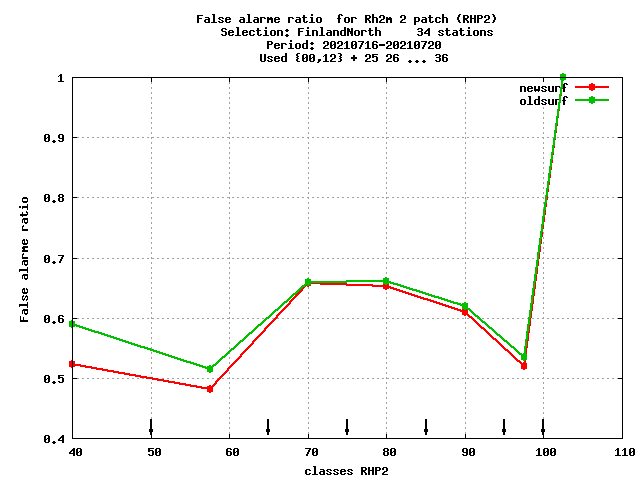 False alarme ratio  for Rh2m 2 patch (RHP2)
Selection: FinlandNorth     34 stations
Period: 20210716-20210720
Used {00,12} + 25 26 ... 36
newsurf
oldsurf
1
0.9
0.8
0.7
0.6
0.5
0.4
False alarme ratio
40 50 60 70 80 90 100 110
classes RHP2